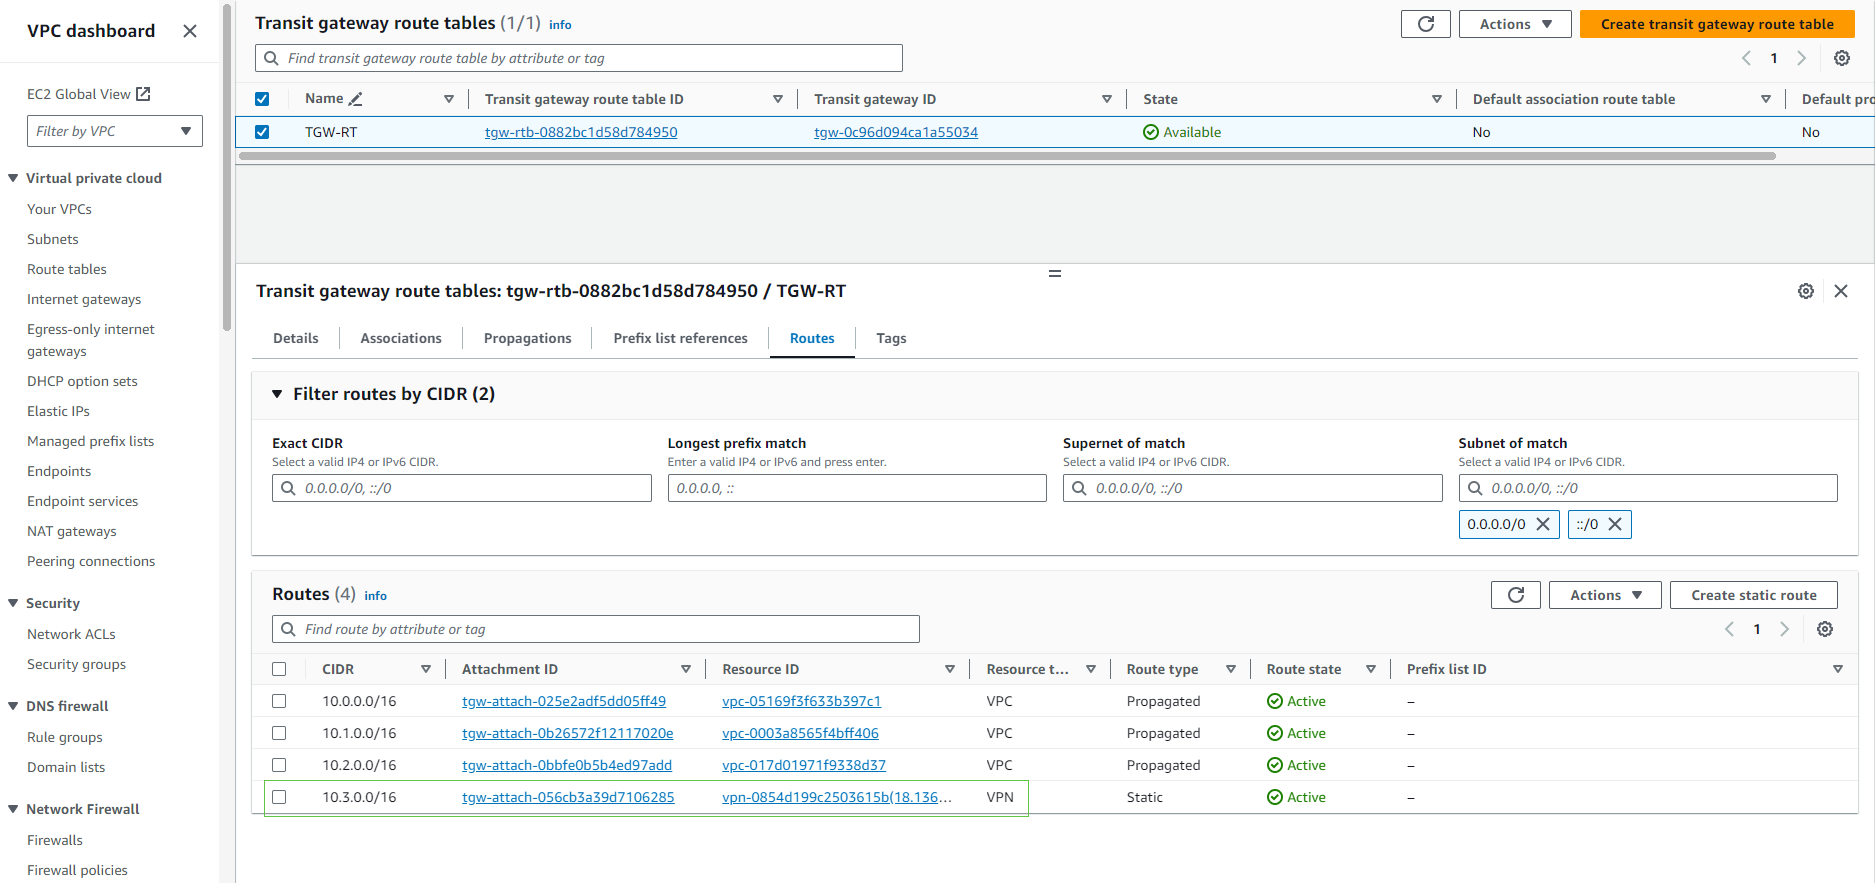 VPC dashboard
EC2 Global View
Filter by VPC
Virtual private cloud
Your VPCs
Subnets
Route tables
Internet gateways
Egress-only internet
gateways
DHCP option sets
Elastic IPs
Managed prefix lists
Endpoints
Endpoint services
NAT gateways
Peering connections
Security
Network ACLs
Security groups
DNS firewall
Rule groups
Domain lists
Network Firewall
Firewalls
Firewall policies
Transit gateway route tables (1/1) info
Actions
Create transit gateway route table
Find transit gateway route table by attribute or tag
1
Name Transit gateway route table ID Transit gateway ID State Default association route table Default pro
TGW-RT tgw-rtb-0882bc1d58d784950 tgw-0c96d094ca1a55034 Available No No
Transit gateway route tables: tgw-rtb-0882bc1d58d784950 / TGW-RT
Details Associations Propagations Prefix list references Routes Tags
Filter routes by CIDR (2)
Exact CIDR Longest prefix match Supernet of match Subnet of match
Select a valid IP4 or IPv6 CIDR. Enter a valid IP4 or IPv6 and press enter. Select a valid IP4 or IPv6 CIDR. Select a valid IP4 or IPv6 CIDR.
0.0.0.0/0, ::/0 0.0.0.0, :: 0.0.0.0/0, ::/0 0.0.0.0/0, ::/0
0.0.0.0/0 ::/0
Routes (4) info
Actions
Create static route
Find route by attribute or tag
1
CIDR Attachment ID Resource ID Resource t... Route type Route state Prefix list ID
10.0.0.0/16 tgw-attach-025e2adf5dd05ff49 vpc-05169f3f633b397c1 VPC Propagated Active –
10.1.0.0/16 tgw-attach-0b26572f12117020e vpc-0003a8565f4bff406 VPC Propagated Active –
10.2.0.0/16 tgw-attach-0bbfe0b5b4ed97add vpc-017d01971f9338d37 VPC Propagated Active –
10.3.0.0/16 tgw-attach-056cb3a39d7106285 vpn-0854d199c2503615b(18.136... VPN Static Active –